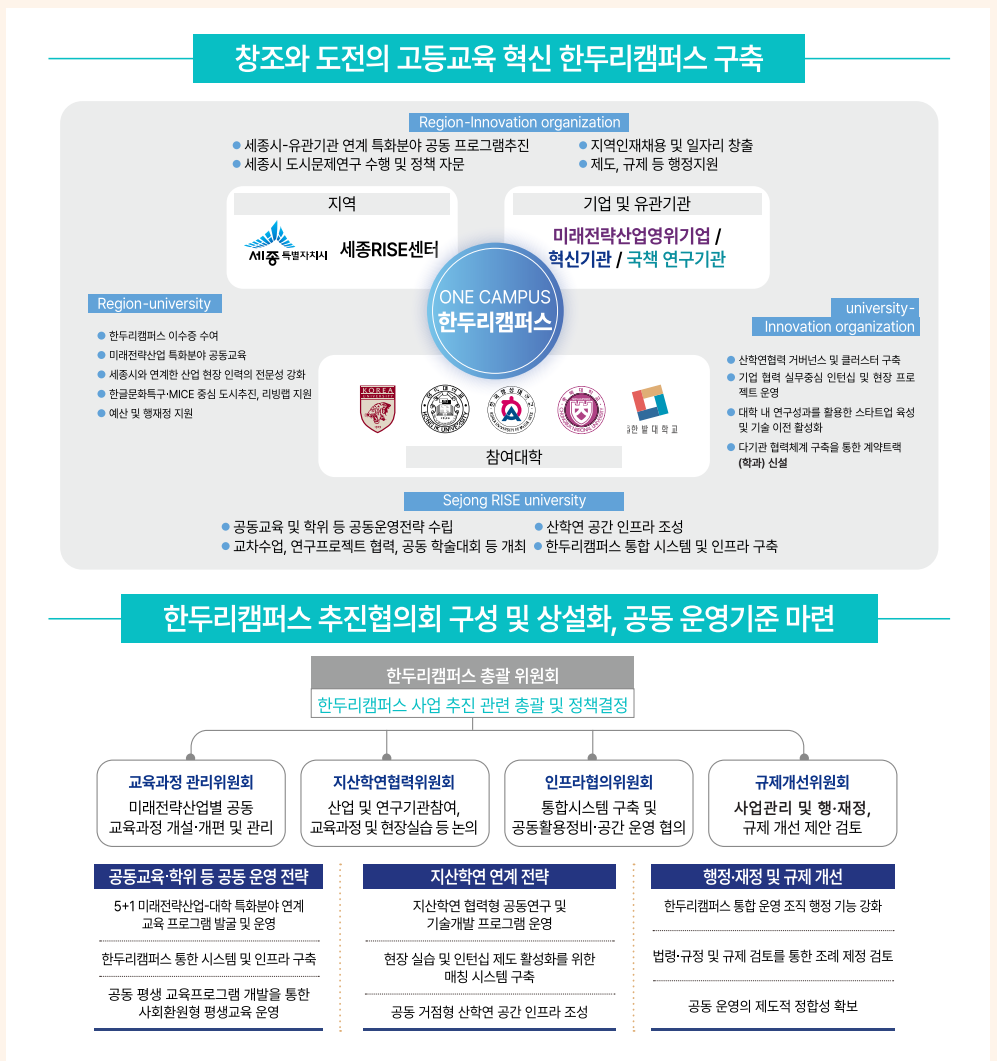 창조와 도전의 고등교육 혁신 한두리캠퍼스 구축
Region-Innovation organization
세종시-유관기관 연계 특화분야 공동 프로그램추진
세종시 도시문제연구 수행 및 정책 자문
지역인재채용 및 일자리 창출
제도, 규제 등 행정지원
지역
세종특별자치시
세종RISE센터
기업 및 유관기관
미래전략산업영위기업 /
혁신기관 / 국책 연구기관
ONE CAMPUS
한두리캠퍼스
Region-university
한두리캠퍼스 이수증 수여
미래전략산업 특화분야 공동교육
세종시와 연계한 산업 현장 인력의 전문성 강화
한글문화특구·MICE 중심 도시추진, 리빙랩 지원
예산 및 행재정 지원
university-
Innovation organization
산학연협력 거버넌스 및 클러스터 구축
기업 협력 실무중심 인턴십 및 현장 프로
젝트 운영
대학 내 연구성과를 활용한 스타트업 육성
및 기술 이전 활성화
다기관 협력체계 구축을 통한 계약트랙
(학과) 신설
KOREA
한밭대학교
참여대학
Sejong RISE university
공동교육 및 학위 등 공동운영전략 수립
교차수업, 연구프로젝트 협력, 공동 학술대회 등 개최
산학연 공간 인프라 조성
한두리캠퍼스 통합 시스템 및 인프라 구축
한두리캠퍼스 추진협의회 구성 및 상설화, 공동 운영기준 마련
한두리캠퍼스 총괄 위원회
한두리캠퍼스 사업 추진 관련 총괄 및 정책결정
교육과정 관리위원회
미래전략산업별 공동
교육과정 개설·개편 및 관리
지산학연협력위원회
산업 및 연구기관참여,
교육과정 및 현장실습 등 논의
인프라협의위원회
통합시스템 구축 및
공동활용정비·공간 운영 협의
규제개선위원회
사업관리 및 행·재정,
규제 개선 제안 검토
공동교육·학위 등 공동 운영 전략
5+1 미래전략산업-대학 특화분야 연계
교육 프로그램 발굴 및 운영
한두리캠퍼스 통한 시스템 및 인프라 구축
공동 평생 교육프로그램 개발을 통한
사회환원형 평생교육 운영
지산학연 연계 전략
지산학연 협력형 공동연구 및
기술개발 프로그램 운영
현장 실습 및 인턴십 제도 활성화를 위한
매칭 시스템 구축
공동 거점형 산학연 공간 인프라 조성
행정·재정 및 규제 개선
한두리캠퍼스 통합 운영 조직 행정 기능 강화
법령·규정 및 규제 검토를 통한 조례 제정 검토
공동 운영의 제도적 정합성 확보